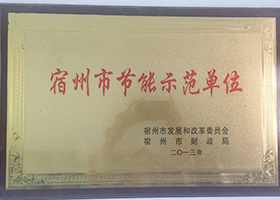 宿州市节能示范单位
宿州市发展和改革委员会
宿州市财政局
二〇一三年